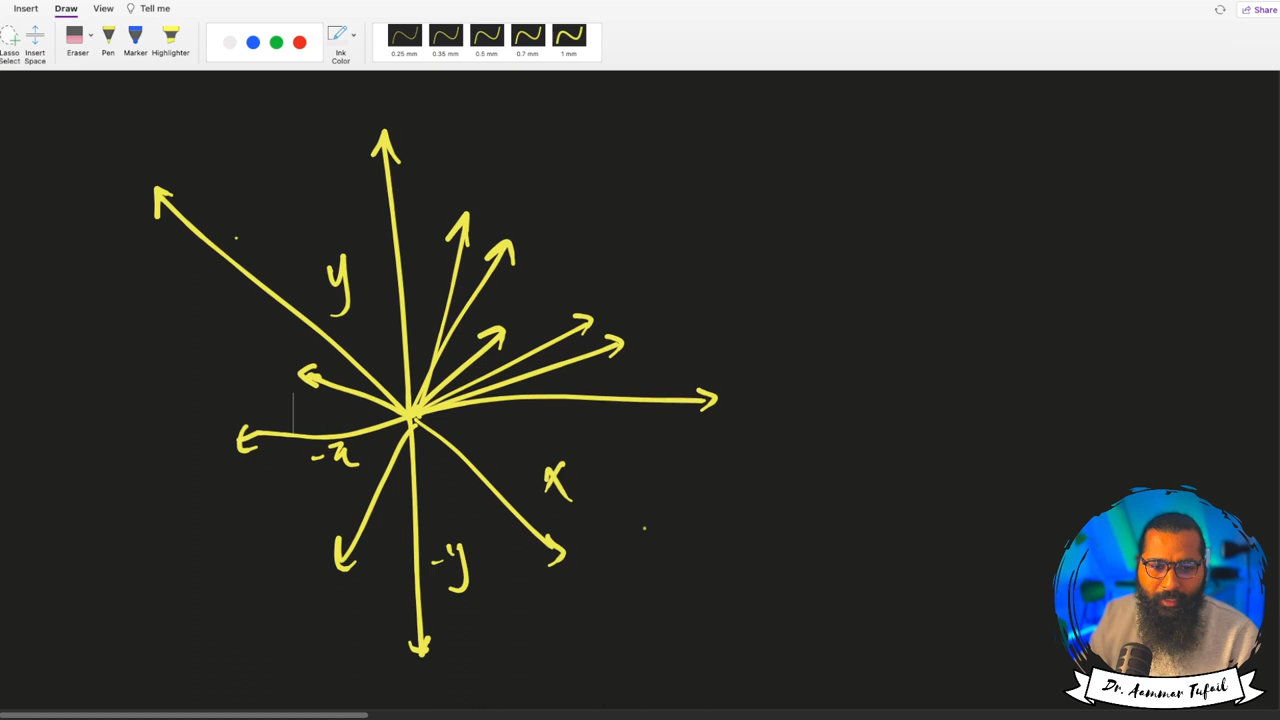 Insert Draw View Tell me Share
Lasso Select
Insert Space
Eraser
Pen
Marker
Highlighter
Ink Color
0.25 mm
0.35 mm
0.5 mm
0.7 mm
1 mm
y
-x
x
-y
Dr. Aammar Tufail